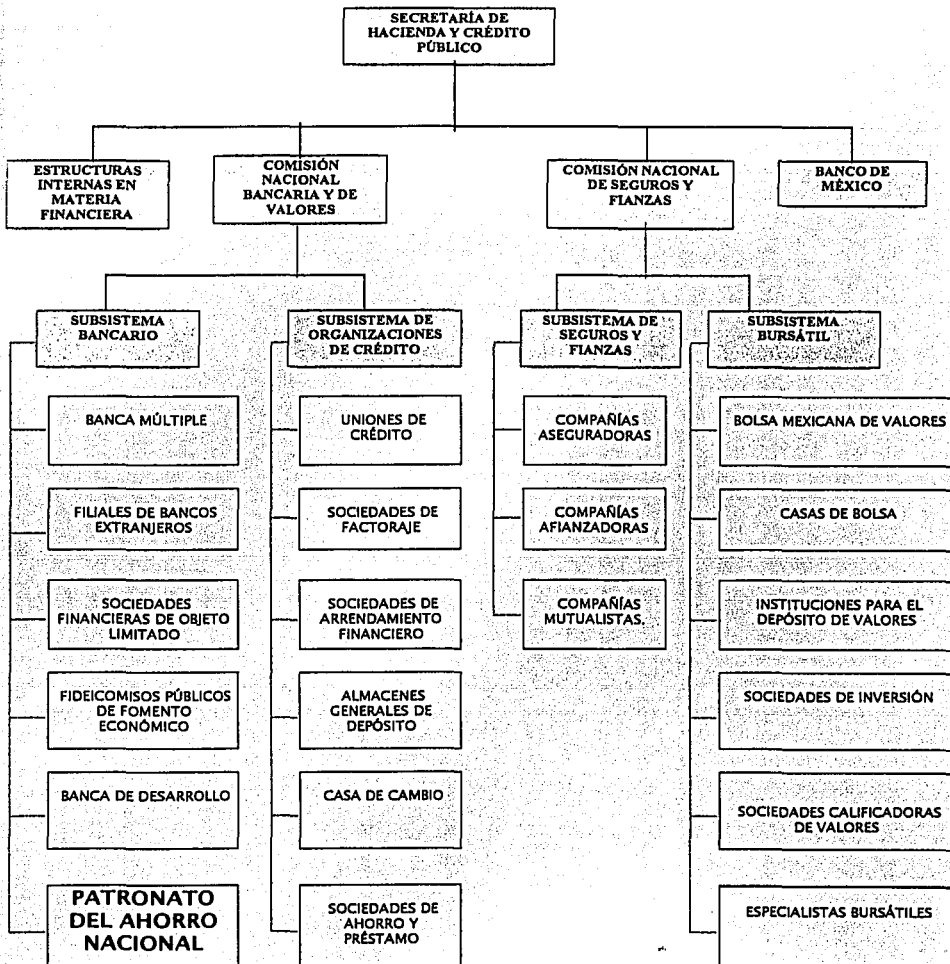 SECRETARÍA DE
HACIENDA Y CRÉDITO
PÚBLICO
ESTRUCTURAS
INTERNAS EN
MATERIA
FINANCIERA
COMISIÓN
NACIONAL
BANCARIA Y DE
VALORES
COMISIÓN NACIONAL
DE SEGUROS Y
FIANZAS
BANCO DE
MÉXICO
SUBSISTEMA
BANCARIO
BANCA MÚLTIPLE
FILIALES DE BANCOS
EXTRANJEROS
SOCIEDADES
FINANCIERAS DE OBJETO
LIMITADO
FIDEICOMISOS PÚBLICOS
DE FOMENTO
ECONÓMICO
BANCA DE DESARROLLO
PATRONATO
DEL AHORRO
NACIONAL
SUBSISTEMA DE
ORGANIZACIONES
DE CRÉDITO
UNIONES DE
CRÉDITO
SOCIEDADES DE
FACTORAJE
SOCIEDADES DE
ARRENDAMIENTO
FINANCIERO
ALMACENES
GENERALES DE
DEPÓSITO
CASA DE CAMBIO
SOCIEDADES DE
AHORRO Y
PRÉSTAMO
SUBSISTEMA DE
SEGUROS Y
FIANZAS
COMPAÑÍAS
ASEGURADORAS
COMPAÑÍAS
AFIANZADORAS
COMPAÑÍAS
MUTUALISTAS.
SUBSISTEMA
BURSÁTIL
BOLSA MEXICANA DE VALORES
CASAS DE BOLSA
INSTITUCIONES PARA EL
DEPÓSITO DE VALORES
SOCIEDADES DE INVERSIÓN
SOCIEDADES CALIFICADORAS
DE VALORES
ESPECIALISTAS BURSÁTILES